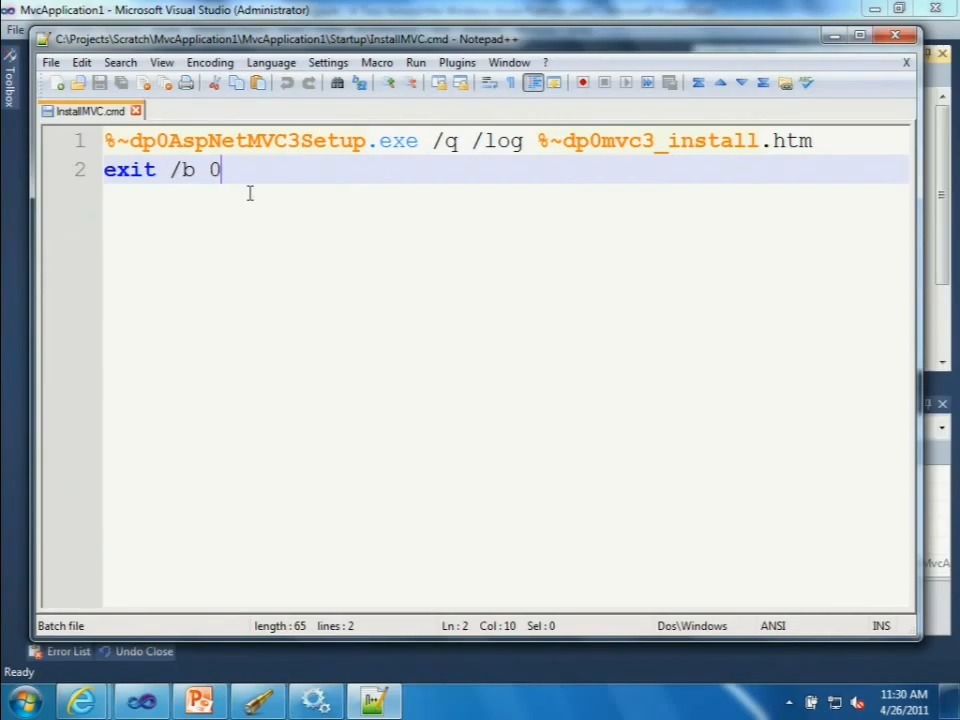 MvcApplication1 - Microsoft Visual Studio (Administrator)
File
C:\Projects\Scratch\MvcApplication1\MvcApplication1\Startup\InstallMVC.cmd - Notepad++
File Edit Search View Encoding Language Settings Macro Run Plugins Window ? X
Toolbox
InstallMVC.cmd
1 %~dp0AspNetMVC3Setup.exe /q /log %~dp0mvc3_install.htm
2 exit /b 0
MvcA
Batch file length : 65 lines : 2 Ln : 2 Col : 10 Sel : 0 Dos\Windows ANSI INS
Error List Undo Close
Ready
11:30 AM
4/26/2011